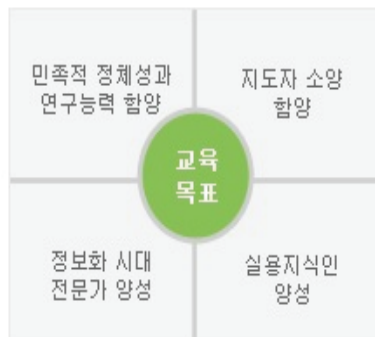 민족적 정체성과
연구능력 함양
지도자 소양
함양
교육
목표
정보화 시대
전문가 양성
실용지식인
양성